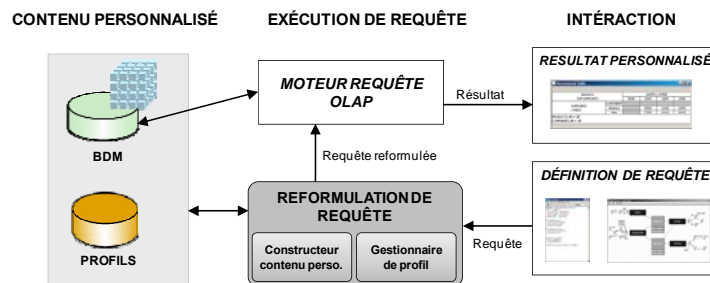 CONTENU PERSONNALISÉ
EXÉCUTION DE REQUÊTE
INTÉRACTION
BDM
PROFILS
MOTEUR REQUÊTE
OLAP
Résultat
Requête reformulée
REFORMULATION DE
REQUÊTE
Constructeur
contenu perso.
Gestionnaire
de profil
Requête
RESULTAT PERSONNALISÉ
DÉFINITION DE REQUÊTE